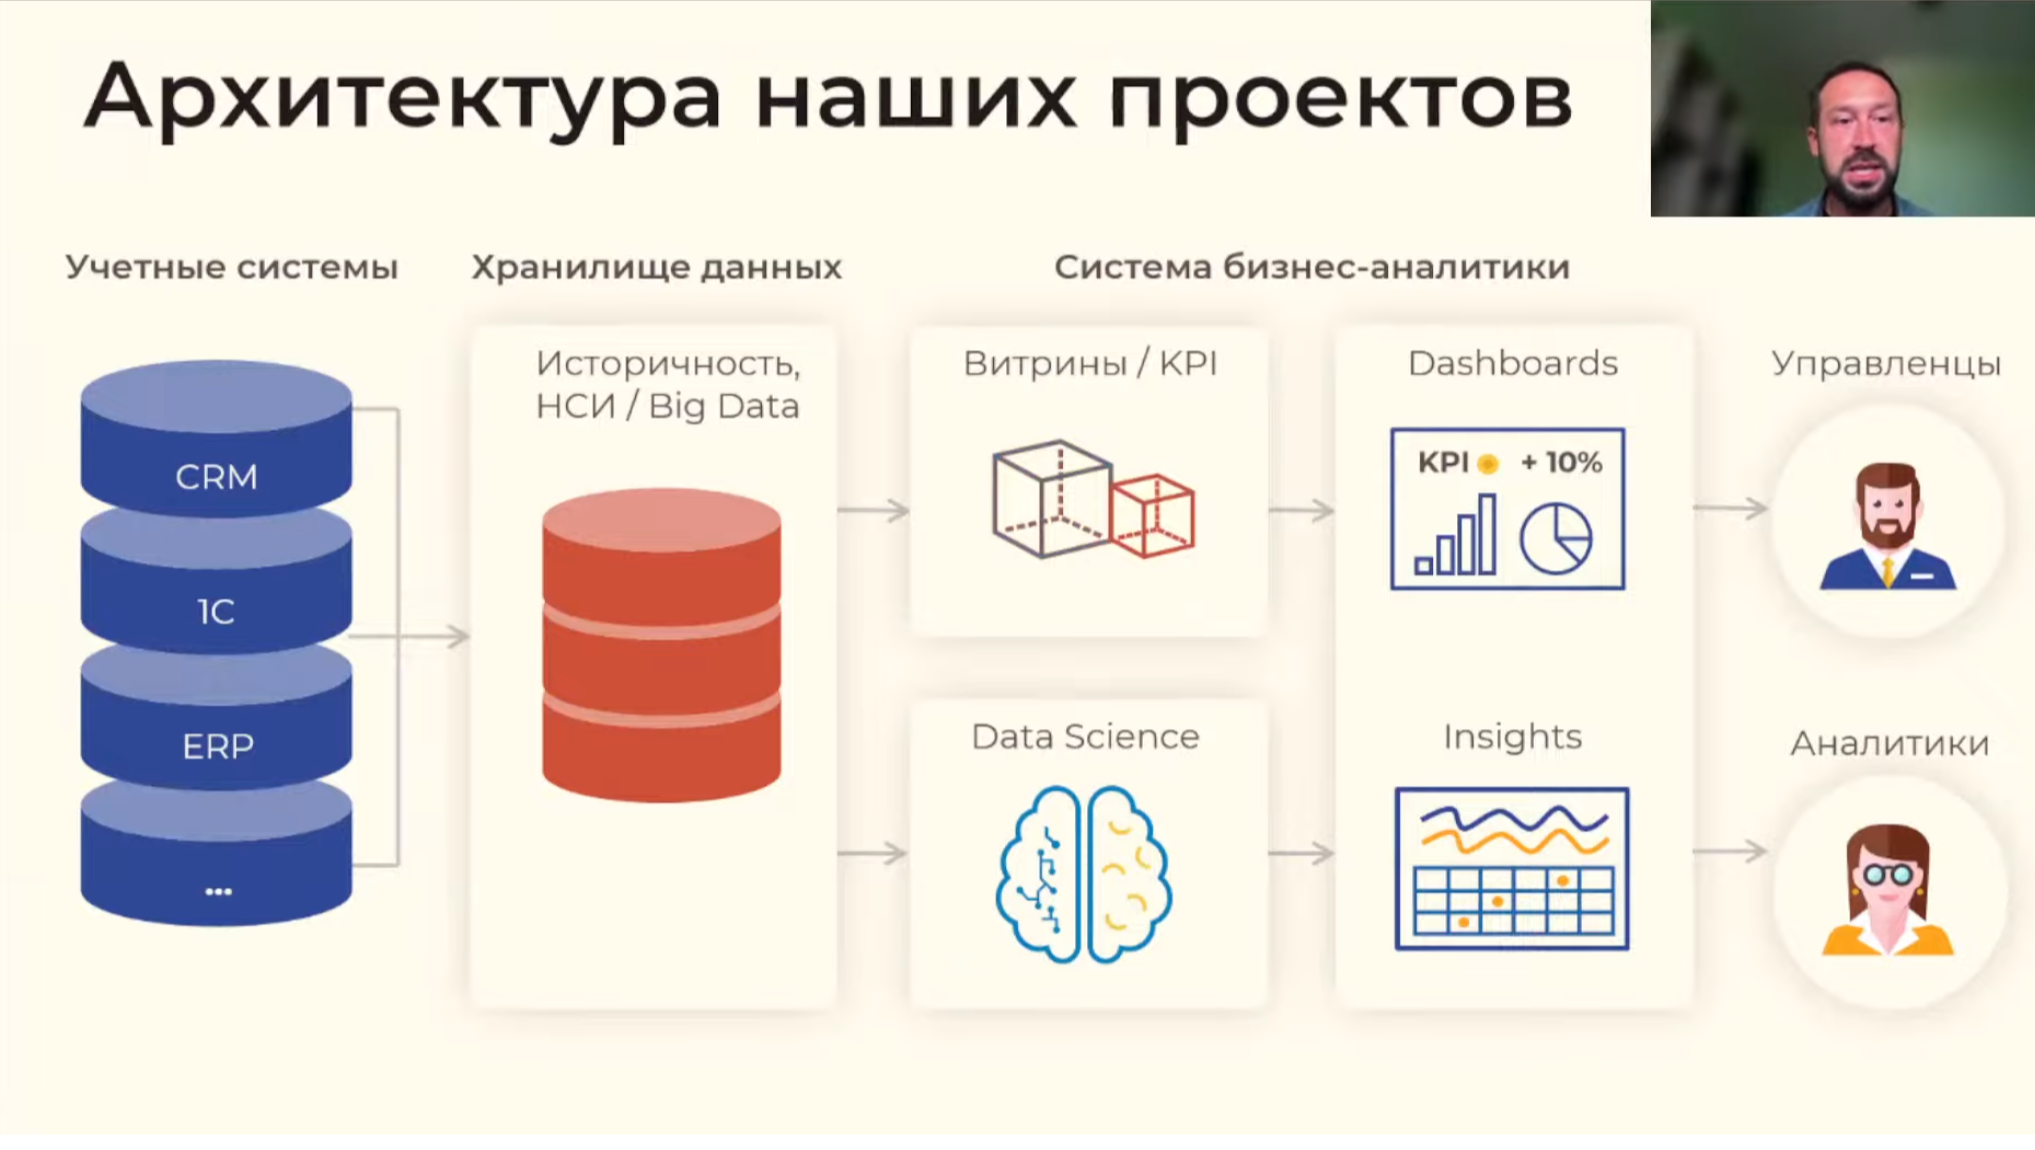 Архитектура наших проектов
Учетные системы
Хранилище данных
Система бизнес-аналитики
CRM
1C
ERP
...
Историчность,
НСИ / Big Data
Витрины / KPI
Data Science
Dashboards
KPI + 10%
Insights
Управленцы
Аналитики